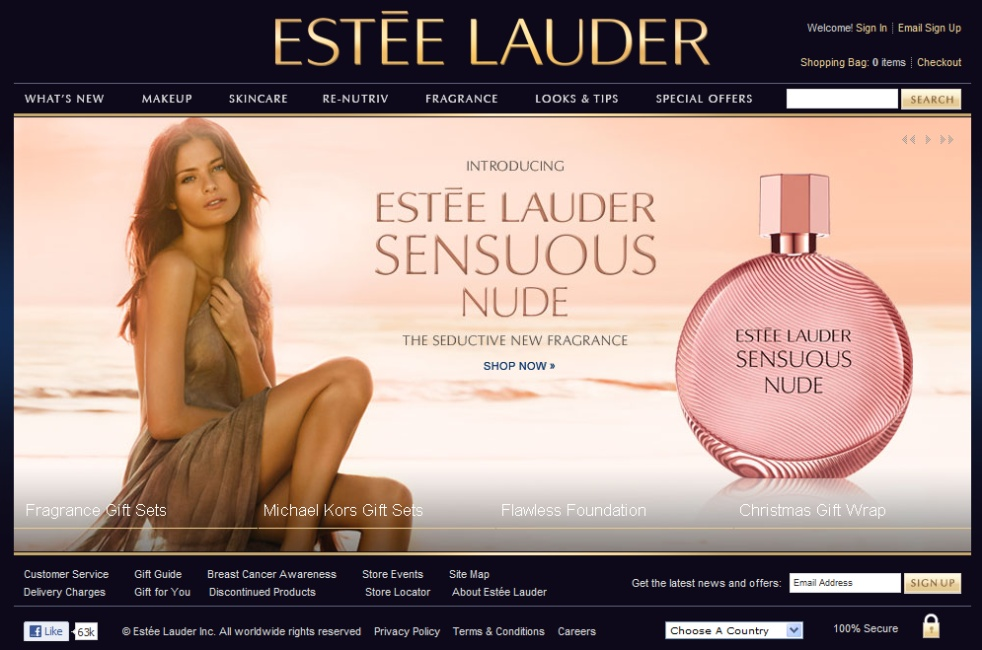 ESTĒE LAUDER
Welcome! Sign In | Email Sign Up
Shopping Bag: 0 items | Checkout
WHAT'S NEW MAKEUP SKINCARE RE-NUTRIV FRAGRANCE LOOKS & TIPS SPECIAL OFFERS SEARCH
INTRODUCING
ESTĒE LAUDER
SENSUOUS
NUDE
THE SEDUCTIVE NEW FRAGRANCE
SHOP NOW »
ESTĒE LAUDER
SENSUOUS
NUDE
Fragrance Gift Sets Michael Kors Gift Sets Flawless Foundation Christmas Gift Wrap
Customer Service Gift Guide Breast Cancer Awareness Store Events Site Map
Delivery Charges Gift for You Discontinued Products Store Locator About Estée Lauder
Get the latest news and offers: Email Address SIGN UP
Like 63k © Estée Lauder Inc. All worldwide rights reserved Privacy Policy Terms & Conditions Careers Choose A Country 100% Secure